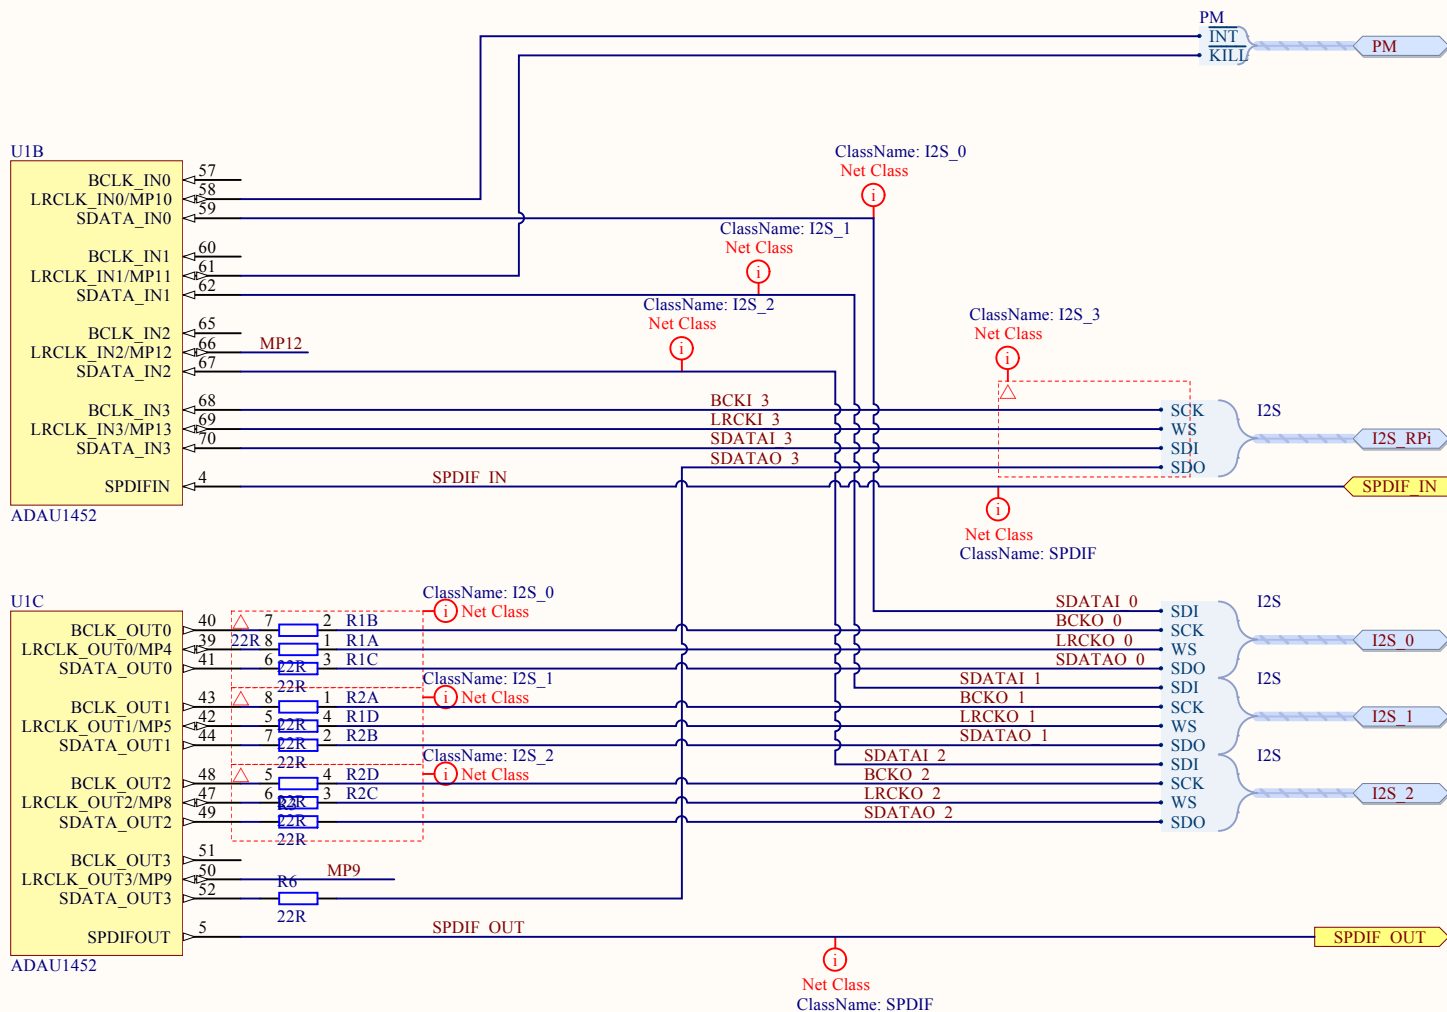 PM
INT
KILL
PM
U1B
57
BCLK_IN0
58
LRCLK_IN0/MP10
59
SDATA_IN0
60
BCLK_IN1
61
LRCLK_IN1/MP11
62
SDATA_IN1
65
BCLK_IN2
66
LRCLK_IN2/MP12
MP12
67
SDATA_IN2
68
BCLK_IN3
69
LRCLK_IN3/MP13
70
SDATA_IN3
4
SPDIFIN
ADAU1452
ClassName: I2S_0
Net Class
i
ClassName: I2S_1
Net Class
i
ClassName: I2S_2
Net Class
i
ClassName: I2S_3
Net Class
i
BCKI_3
LRCKI_3
SDATAI_3
SDATAO_3
SPDIF_IN
SCK
WS
SDI
SDO
I2S
I2S_RPi
SPDIF_IN
i
Net Class
ClassName: SPDIF
U1C
40
BCLK_OUT0
39
LRCLK_OUT0/MP4
41
SDATA_OUT0
43
BCLK_OUT1
42
LRCLK_OUT1/MP5
44
SDATA_OUT1
48
BCLK_OUT2
47
LRCLK_OUT2/MP8
49
SDATA_OUT2
51
BCLK_OUT3
50
LRCLK_OUT3/MP9
MP9
52
SDATA_OUT3
5
SPDIFOUT
ADAU1452
ClassName: I2S_0
i Net Class
7 2 R1B
22R 8 1 R1A
6 22R 3 R1C
22R
ClassName: I2S_1
i Net Class
8 1 R2A
5 22R 4 R1D
7 22R 2 R2B
22R
ClassName: I2S_2
i Net Class
5 4 R2D
6 22R 3 R2C
R3
22R
22R
R6
22R
SDATAI_0
BCKO_0
LRCKO_0
SDATAO_0
SDATAI_1
BCKO_1
LRCKO_1
SDATAO_1
SDATAI_2
BCKO_2
LRCKO_2
SDATAO_2
SDI
SCK
WS
SDO
SDI
SCK
WS
SDO
SDI
SCK
WS
SDO
I2S
I2S_0
I2S
I2S_1
I2S
I2S_2
SPDIF_OUT
SPDIF_OUT
i
Net Class
ClassName: SPDIF